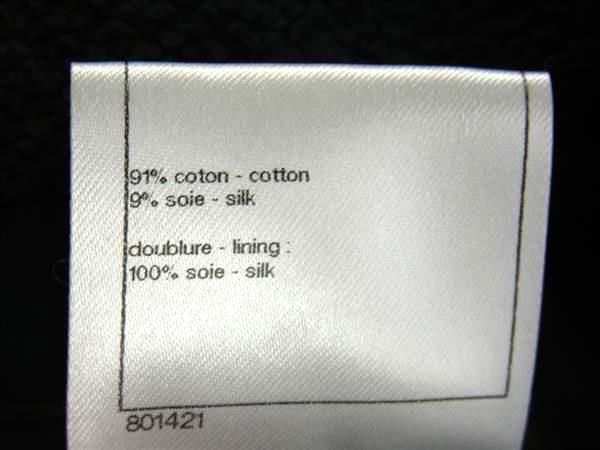 91% coton - cotton
9% soie - silk
doublure - lining :
100% soie - silk
801421